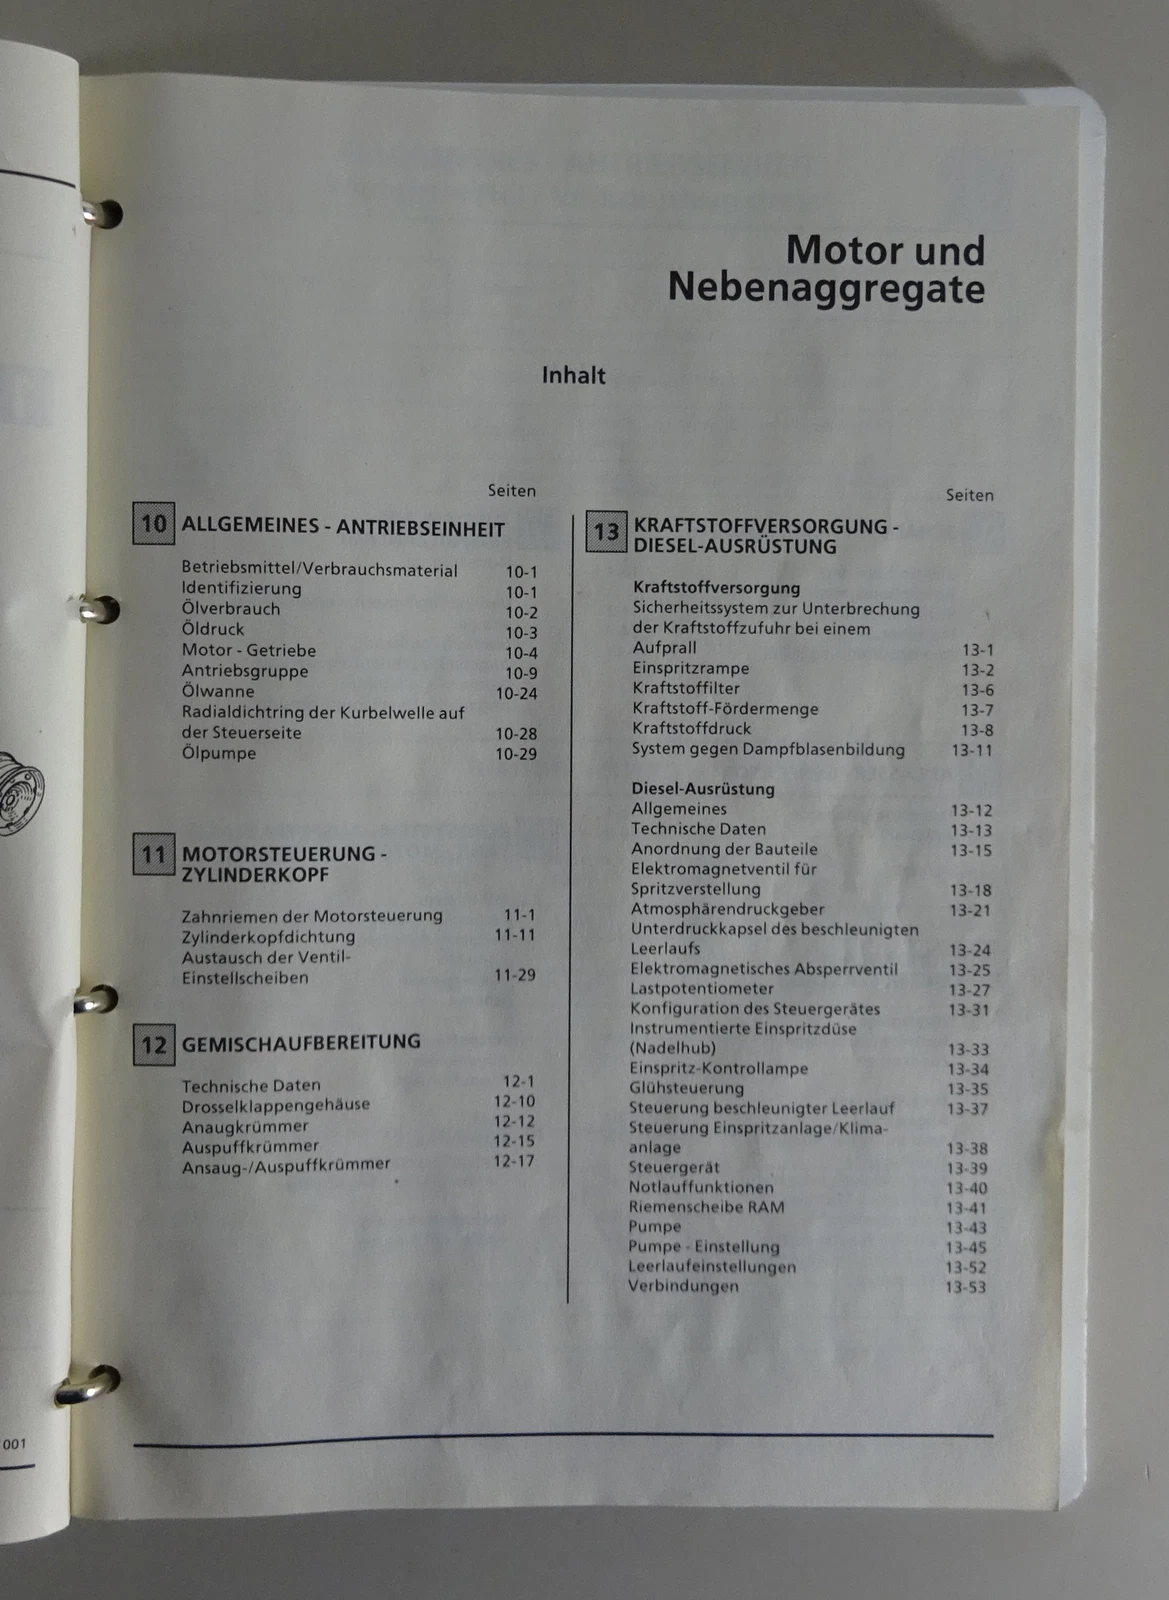 Motor und
Nebenaggregate
Inhalt
Seiten
10 ALLGEMEINES - ANTRIEBSEINHEIT
Betriebsmittel/Verbrauchsmaterial 10-1
Identifizierung 10-1
Ölverbrauch 10-2
Öldruck 10-3
Motor - Getriebe 10-4
Antriebsgruppe 10-9
Ölwanne 10-24
Radialdichtring der Kurbelwelle auf
der Steuerseite 10-28
Ölpumpe 10-29
11 MOTORSTEUERUNG -
ZYLINDERKOPF
Zahnriemen der Motorsteuerung 11-1
Zylinderkopfdichtung 11-11
Austausch der Ventil-
Einstellscheiben 11-29
12 GEMISCHAUFBEREITUNG
Technische Daten 12-1
Drosselklappengehäuse 12-10
Anaugkrümmer 12-12
Auspuffkrümmer 12-15
Ansaug-/Auspuffkrümmer 12-17
Seiten
13 KRAFTSTOFFVERSORGUNG -
DIESEL-AUSRÜSTUNG
Kraftstoffversorgung
Sicherheitssystem zur Unterbrechung
der Kraftstoffzufuhr bei einem
Aufprall 13-1
Einspritzrampe 13-2
Kraftstoffilter 13-6
Kraftstoff-Fördermenge 13-7
Kraftstoffdruck 13-8
System gegen Dampfblasenbildung 13-11
Diesel-Ausrüstung
Allgemeines 13-12
Technische Daten 13-13
Anordnung der Bauteile 13-15
Elektromagnetventil für
Spritzverstellung 13-18
Atmosphärendruckgeber 13-21
Unterdruckkapsel des beschleunigten
Leerlaufs 13-24
Elektromagnetisches Absperrventil 13-25
Lastpotentiometer 13-27
Konfiguration des Steuergerätes 13-31
Instrumentierte Einspritzdüse
(Nadelhub) 13-33
Einspritz-Kontrollampe 13-34
Glühsteuerung 13-35
Steuerung beschleunigter Leerlauf 13-37
Steuerung Einspritzanlage/Klima-
anlage 13-38
Steuergerät 13-39
Notlauffunktionen 13-40
Riemenscheibe RAM 13-41
Pumpe 13-43
Pumpe - Einstellung 13-45
Leerlaufeinstellungen 13-52
Verbindungen 13-53
001